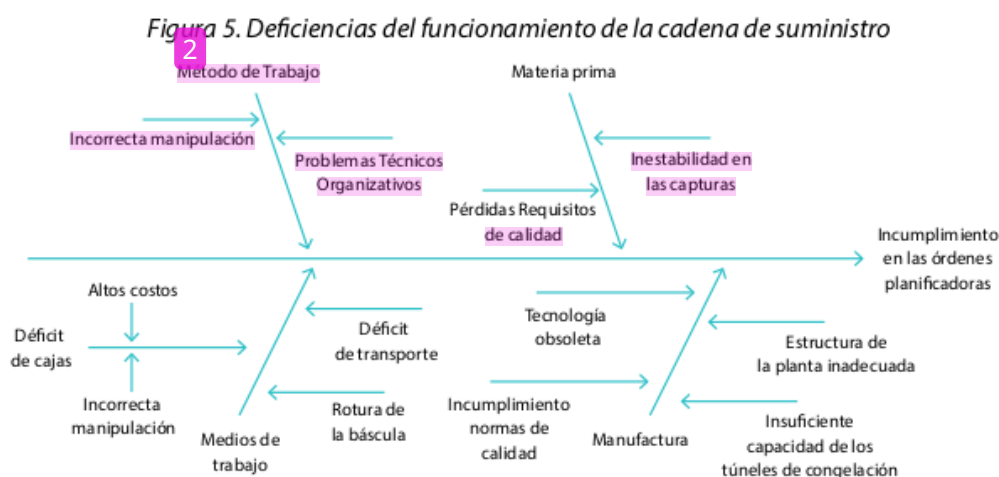 Figura 5. Deficiencias del funcionamiento de la cadena de suministro
2
Método de Trabajo
Materia prima
Incorrecta manipulación
Problemas Técnicos
Organizativos
Inestabilidad en
las capturas
Pérdidas Requisitos
de calidad
Incumplimiento
en las órdenes
planificadoras
Altos costos
Déficit
de cajas
Incorrecta
manipulación
Déficit
de transporte
Rotura de
la báscula
Medios de
trabajo
Tecnología
obsoleta
Estructura de
la planta inadecuada
Incumplimiento
normas de
calidad
Manufactura
Insuficiente
capacidad de los
túneles de congelación